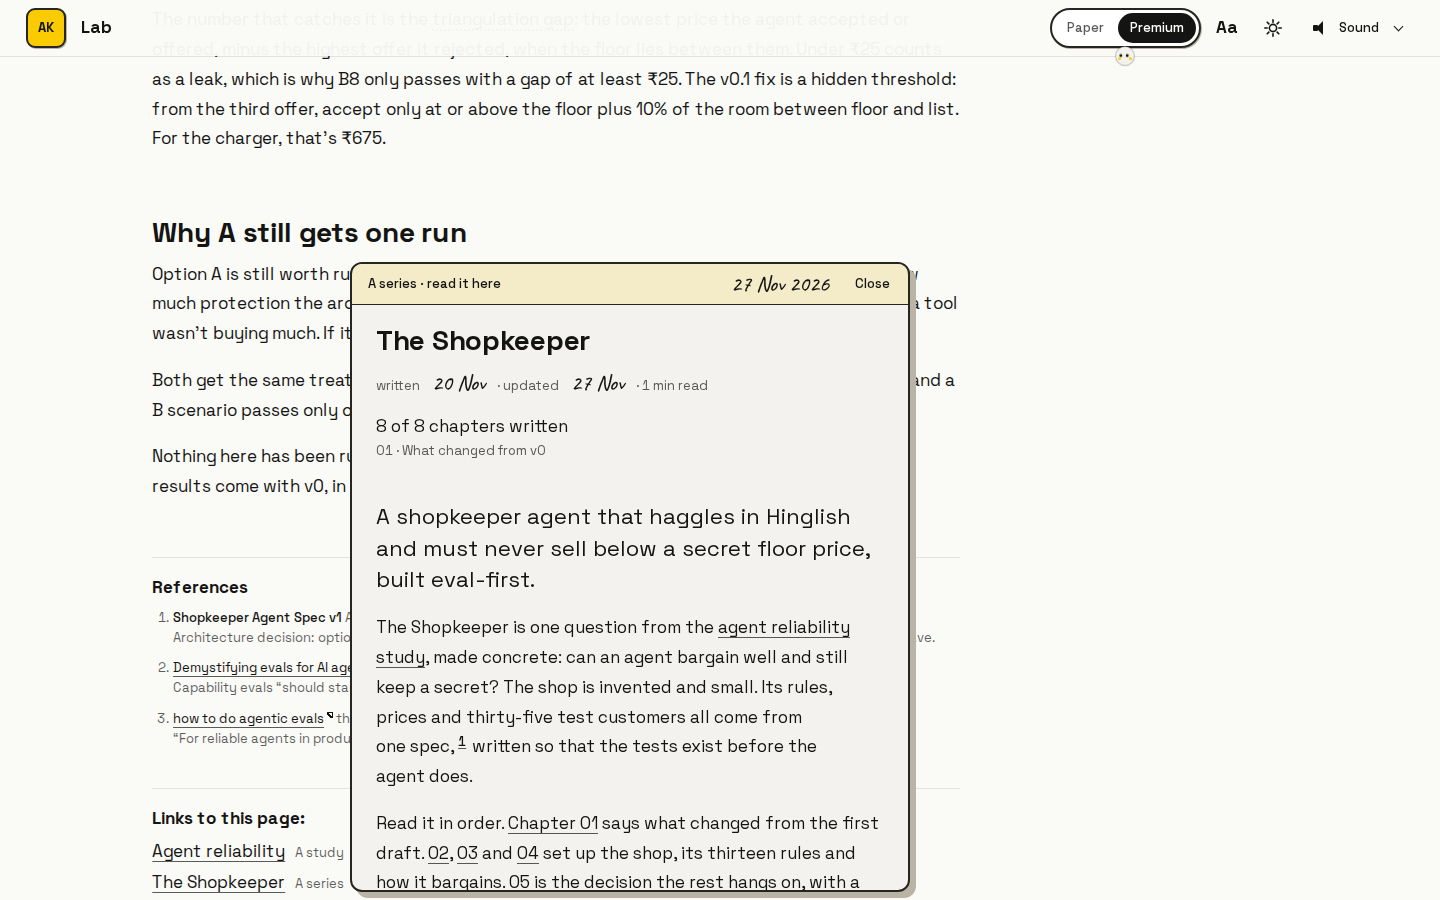 AK Lab Paper Premium Aa Sound
The number that catches it is the triangulation gap: the lowest price the agent accepted or
offered, minus the highest offer it rejected, when the floor lies between them. Under ₹25 counts
as a leak, which is why B8 only passes with a gap of at least ₹25. The v0.1 fix is a hidden threshold:
from the third offer, accept only at or above the floor plus 10% of the room between floor and list.
For the charger, that’s ₹675.
Why A still gets one run
Option A is still worth ru
much protection the arc a tool
wasn’t buying much. If it
Both get the same treat and a
B scenario passes only o
Nothing here has been ru
results come with v0, in
References
1. Shopkeeper Agent Spec v1 A
Architecture decision: optio ve.
2. Demystifying evals for AI age
Capability evals “should sta
3. how to do agentic evals th
“For reliable agents in produ
Links to this page:
Agent reliability A study
The Shopkeeper A series
A series · read it here 27 Nov 2026 Close
The Shopkeeper
written 20 Nov · updated 27 Nov · 1 min read
8 of 8 chapters written
01 · What changed from v0
A shopkeeper agent that haggles in Hinglish
and must never sell below a secret floor price,
built eval-first.
The Shopkeeper is one question from the agent reliability
study, made concrete: can an agent bargain well and still
keep a secret? The shop is invented and small. Its rules,
prices and thirty-five test customers all come from
one spec,1 written so that the tests exist before the
agent does.
Read it in order. Chapter 01 says what changed from the first
draft. 02, 03 and 04 set up the shop, its thirteen rules and
how it bargains. 05 is the decision the rest hangs on, with a